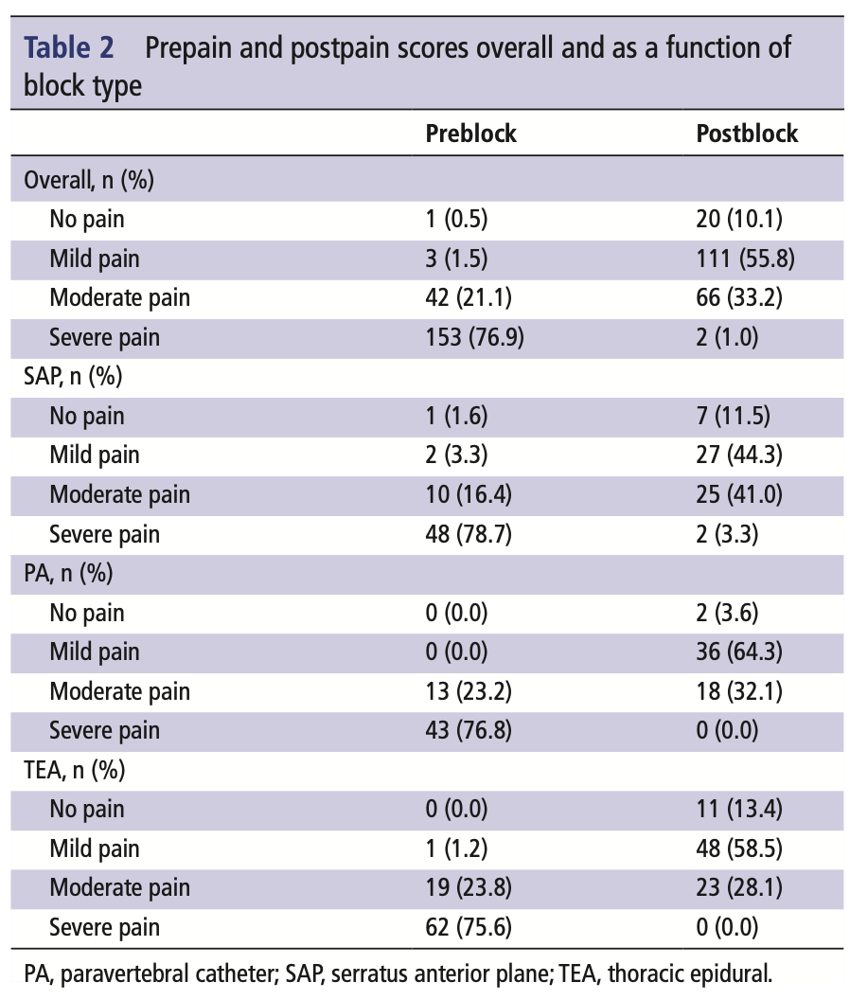 Table 2 Prepain and postpain scores overall and as a function of
block type
Preblock Postblock
Overall, n (%)
No pain 1 (0.5) 20 (10.1)
Mild pain 3 (1.5) 111 (55.8)
Moderate pain 42 (21.1) 66 (33.2)
Severe pain 153 (76.9) 2 (1.0)
SAP, n (%)
No pain 1 (1.6) 7 (11.5)
Mild pain 2 (3.3) 27 (44.3)
Moderate pain 10 (16.4) 25 (41.0)
Severe pain 48 (78.7) 2 (3.3)
PA, n (%)
No pain 0 (0.0) 2 (3.6)
Mild pain 0 (0.0) 36 (64.3)
Moderate pain 13 (23.2) 18 (32.1)
Severe pain 43 (76.8) 0 (0.0)
TEA, n (%)
No pain 0 (0.0) 11 (13.4)
Mild pain 1 (1.2) 48 (58.5)
Moderate pain 19 (23.8) 23 (28.1)
Severe pain 62 (75.6) 0 (0.0)
PA, paravertebral catheter; SAP, serratus anterior plane; TEA, thoracic epidural.